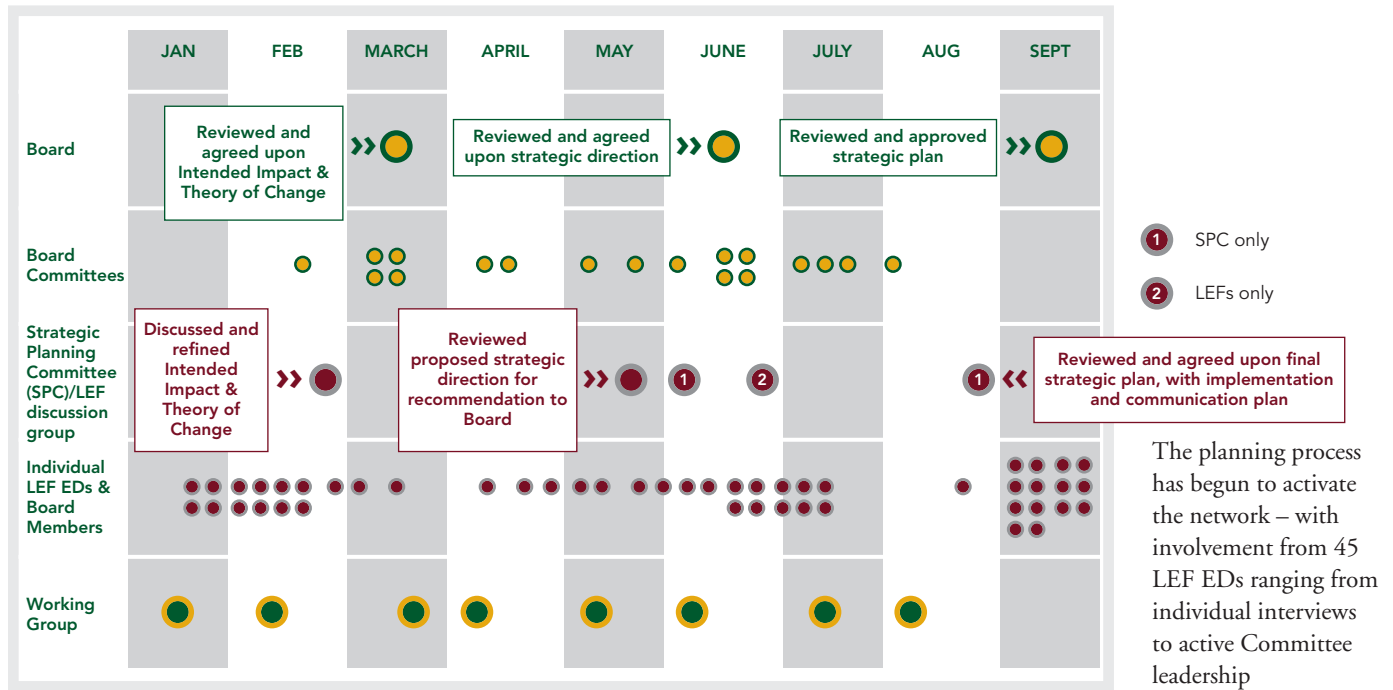 JAN FEB MARCH APRIL MAY JUNE JULY AUG SEPT
Board
Reviewed and
agreed upon
Intended Impact &
Theory of Change
Reviewed and agreed
upon strategic direction
Reviewed and approved
strategic plan
Board
Committees
1 SPC only
2 LEFs only
Strategic
Planning
Committee
(SPC)/LEF
discussion
group
Discussed and
refined
Intended
Impact &
Theory of
Change
Reviewed
proposed strategic
direction for
recommendation to
Board
1
2
1
Reviewed and agreed upon final
strategic plan, with implementation
and communication plan
Individual
LEF EDs &
Board
Members
Working
Group
The planning process
has begun to activate
the network – with
involvement from 45
LEF EDs ranging from
individual interviews
to active Committee
leadership